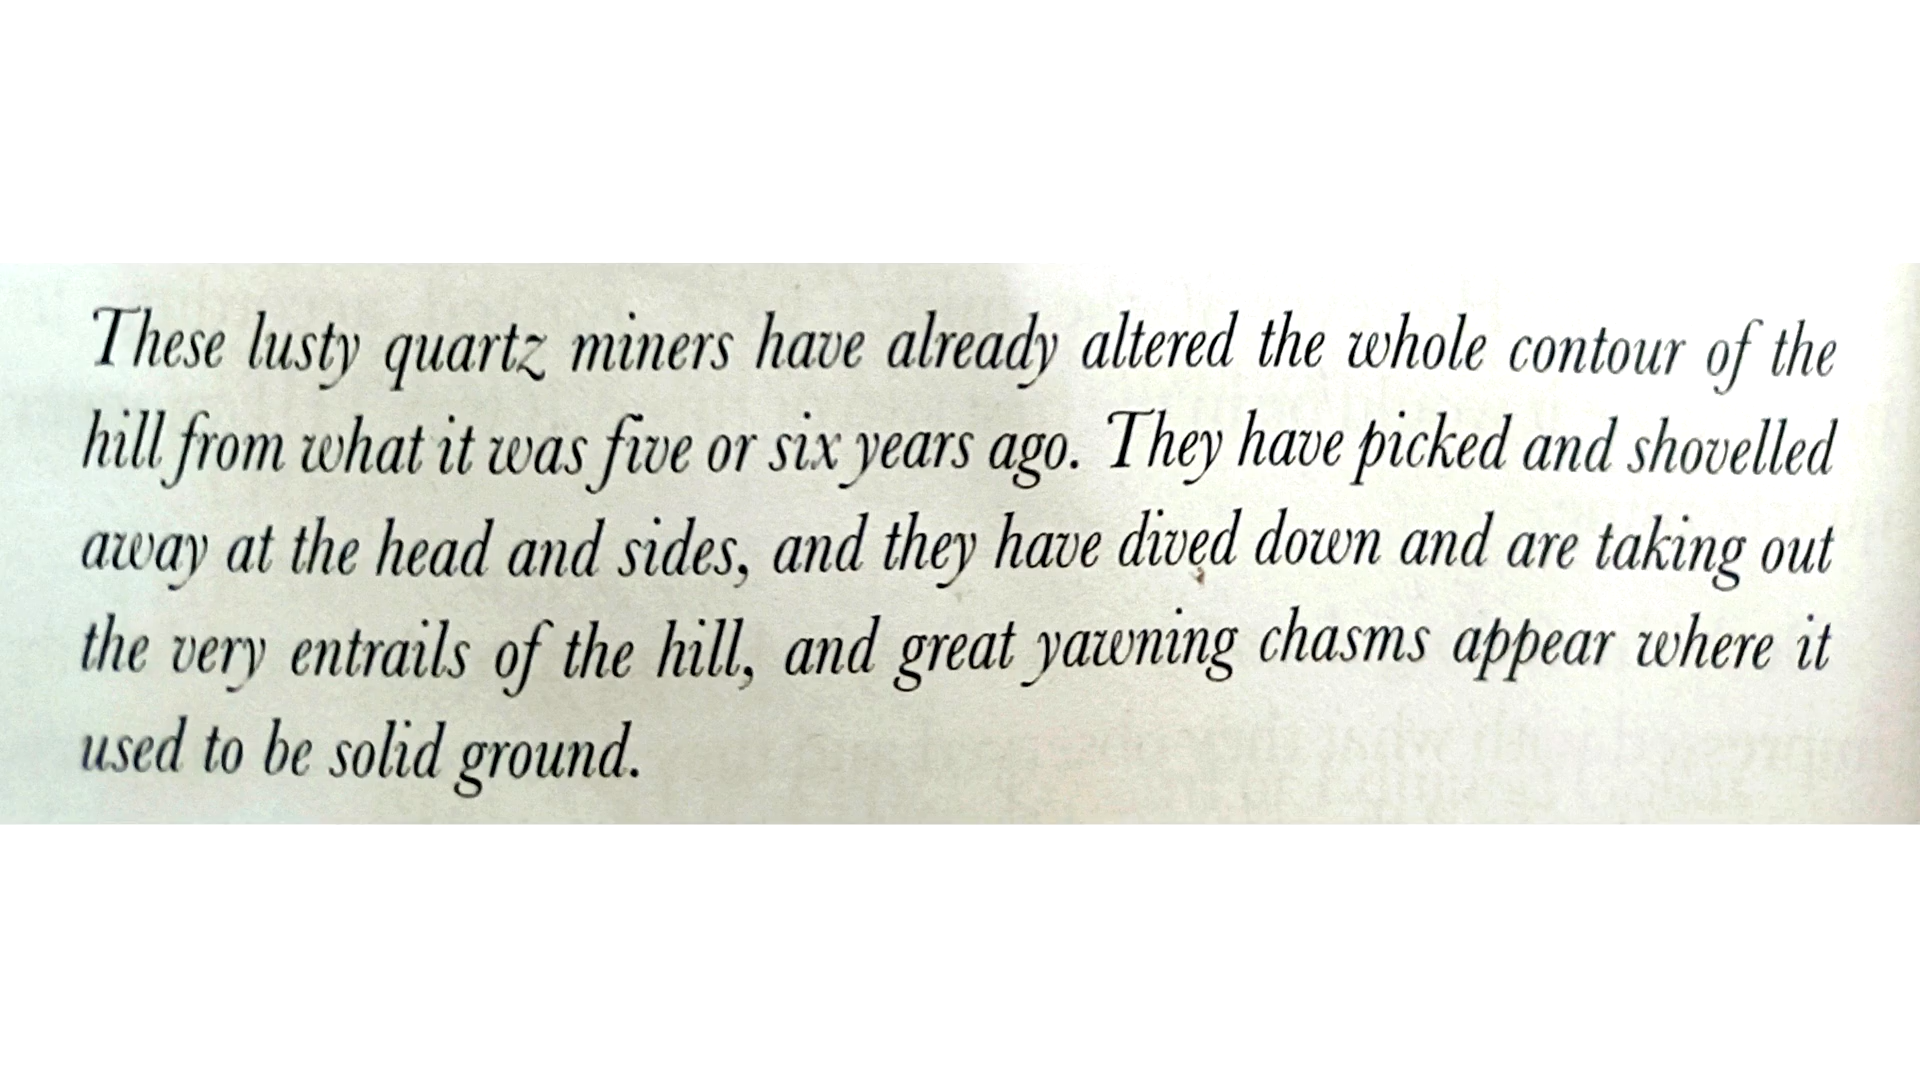 These lusty quartz miners have already altered the whole contour of the
hill from what it was five or six years ago. They have picked and shovelled
away at the head and sides, and they have dived down and are taking out
the very entrails of the hill, and great yawning chasms appear where it
used to be solid ground.